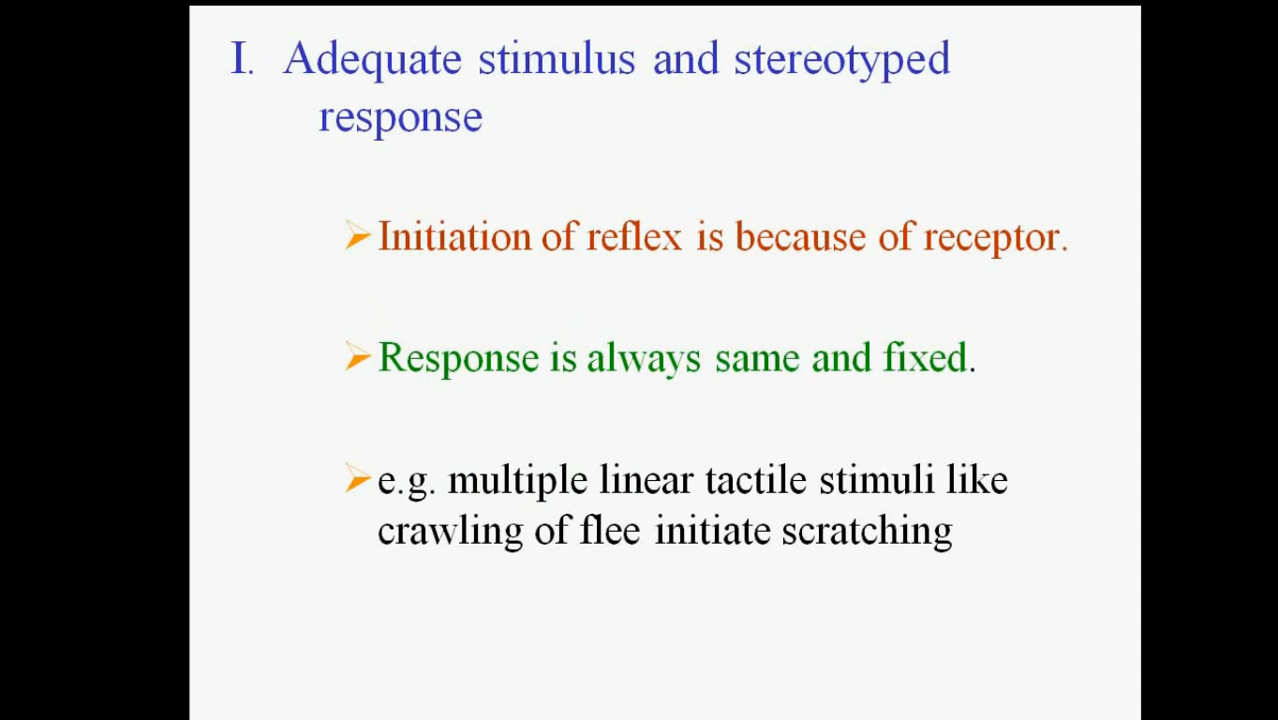 I. Adequate stimulus and stereotyped
response
Initiation of reflex is because of receptor.
Response is always same and fixed.
e.g. multiple linear tactile stimuli like
crawling of flee initiate scratching